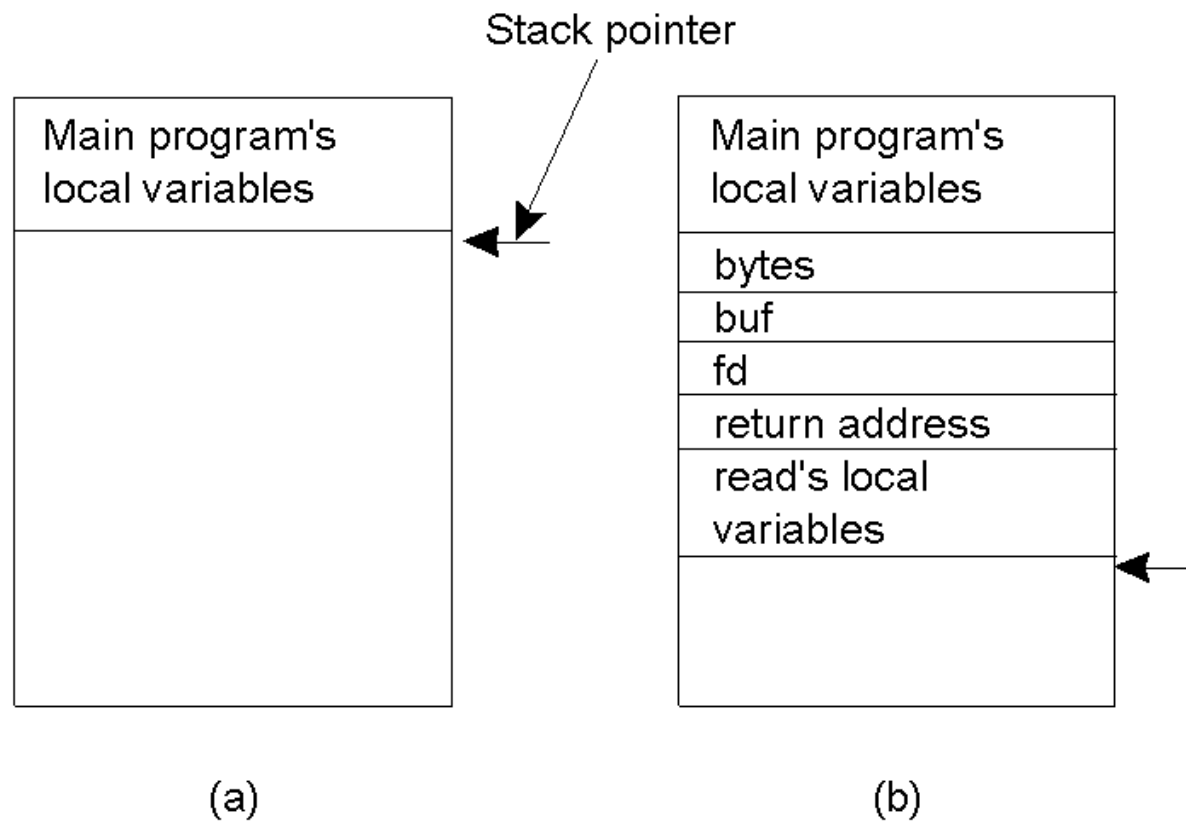 Stack pointer
Main program's
local variables
Main program's
local variables
bytes
buf
fd
return address
read's local
variables
(a)
(b)